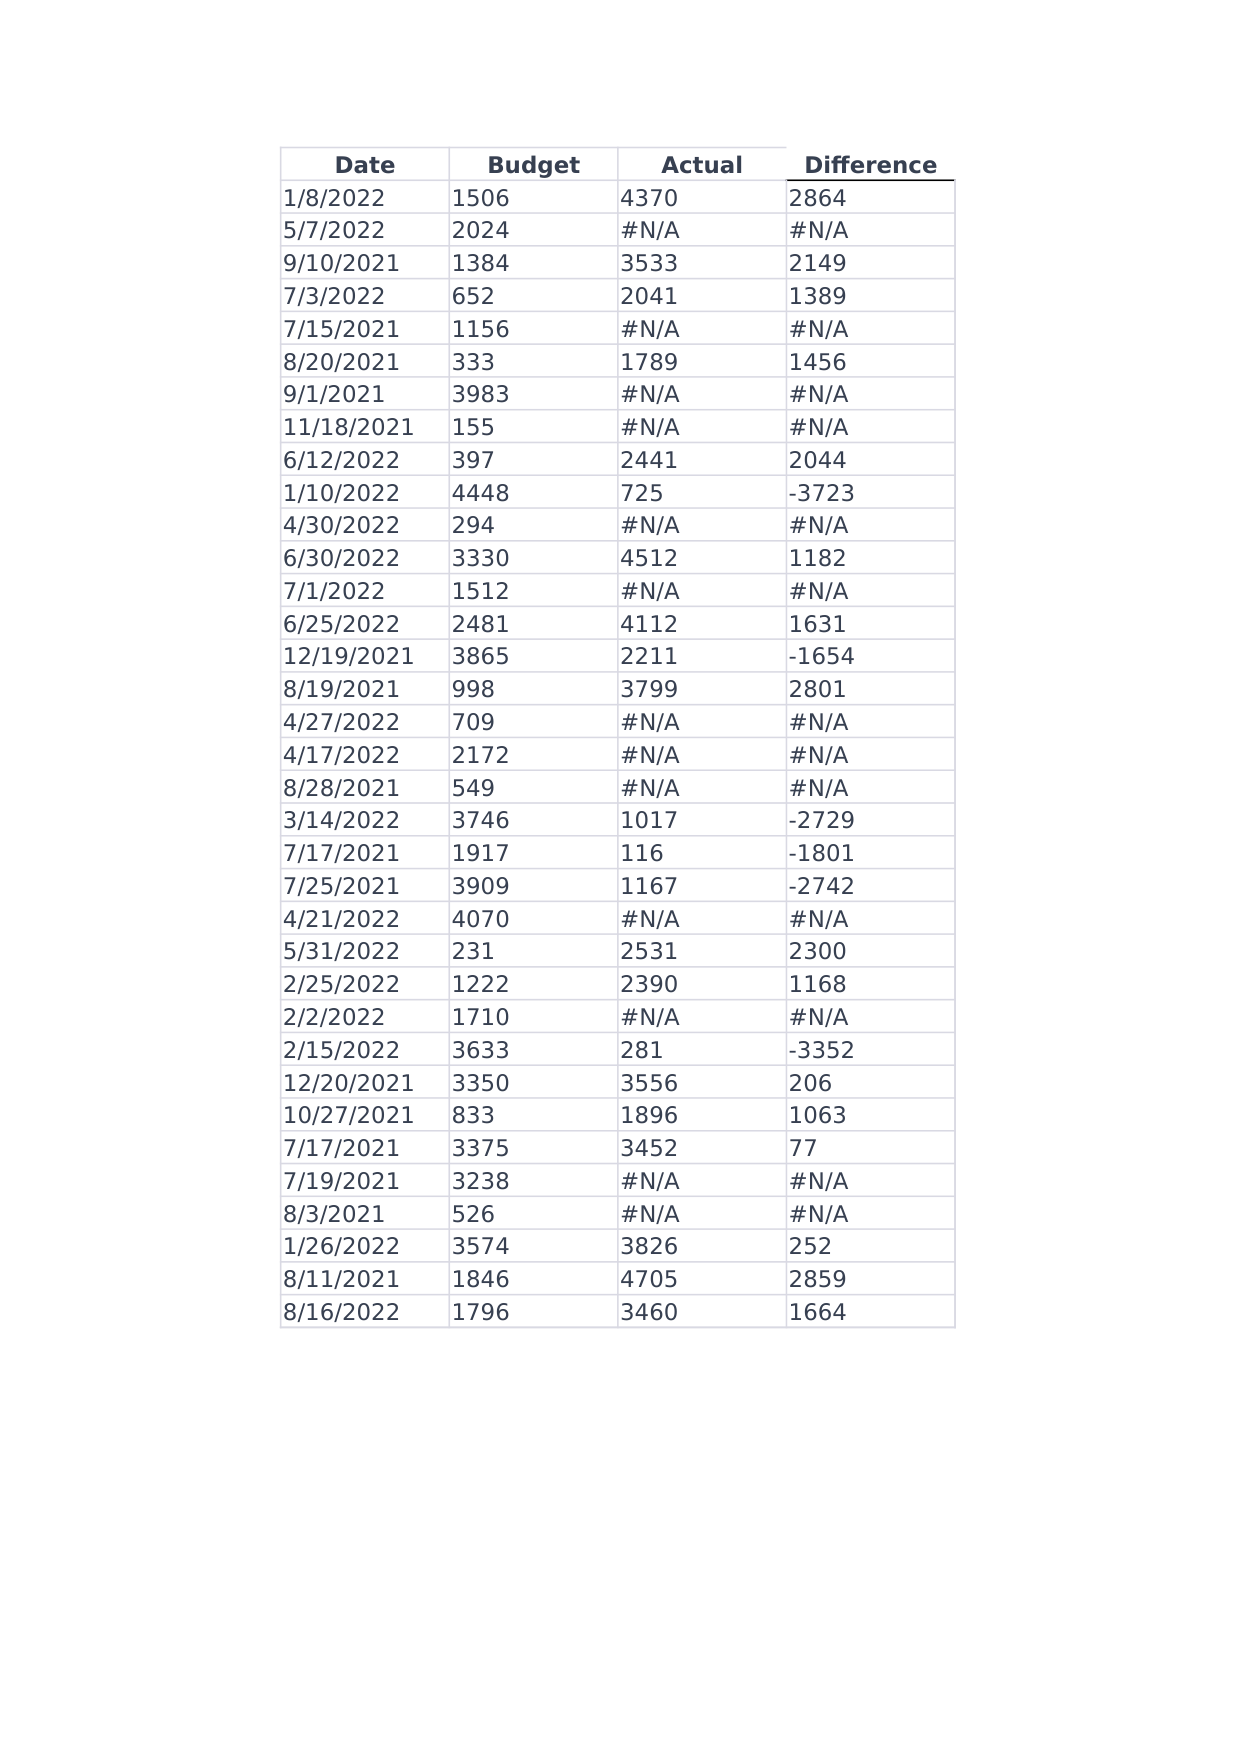 Date Budget Actual Difference
1/8/2022 1506 4370 2864
5/7/2022 2024 #N/A #N/A
9/10/2021 1384 3533 2149
7/3/2022 652 2041 1389
7/15/2021 1156 #N/A #N/A
8/20/2021 333 1789 1456
9/1/2021 3983 #N/A #N/A
11/18/2021 155 #N/A #N/A
6/12/2022 397 2441 2044
1/10/2022 4448 725 -3723
4/30/2022 294 #N/A #N/A
6/30/2022 3330 4512 1182
7/1/2022 1512 #N/A #N/A
6/25/2022 2481 4112 1631
12/19/2021 3865 2211 -1654
8/19/2021 998 3799 2801
4/27/2022 709 #N/A #N/A
4/17/2022 2172 #N/A #N/A
8/28/2021 549 #N/A #N/A
3/14/2022 3746 1017 -2729
7/17/2021 1917 116 -1801
7/25/2021 3909 1167 -2742
4/21/2022 4070 #N/A #N/A
5/31/2022 231 2531 2300
2/25/2022 1222 2390 1168
2/2/2022 1710 #N/A #N/A
2/15/2022 3633 281 -3352
12/20/2021 3350 3556 206
10/27/2021 833 1896 1063
7/17/2021 3375 3452 77
7/19/2021 3238 #N/A #N/A
8/3/2021 526 #N/A #N/A
1/26/2022 3574 3826 252
8/11/2021 1846 4705 2859
8/16/2022 1796 3460 1664